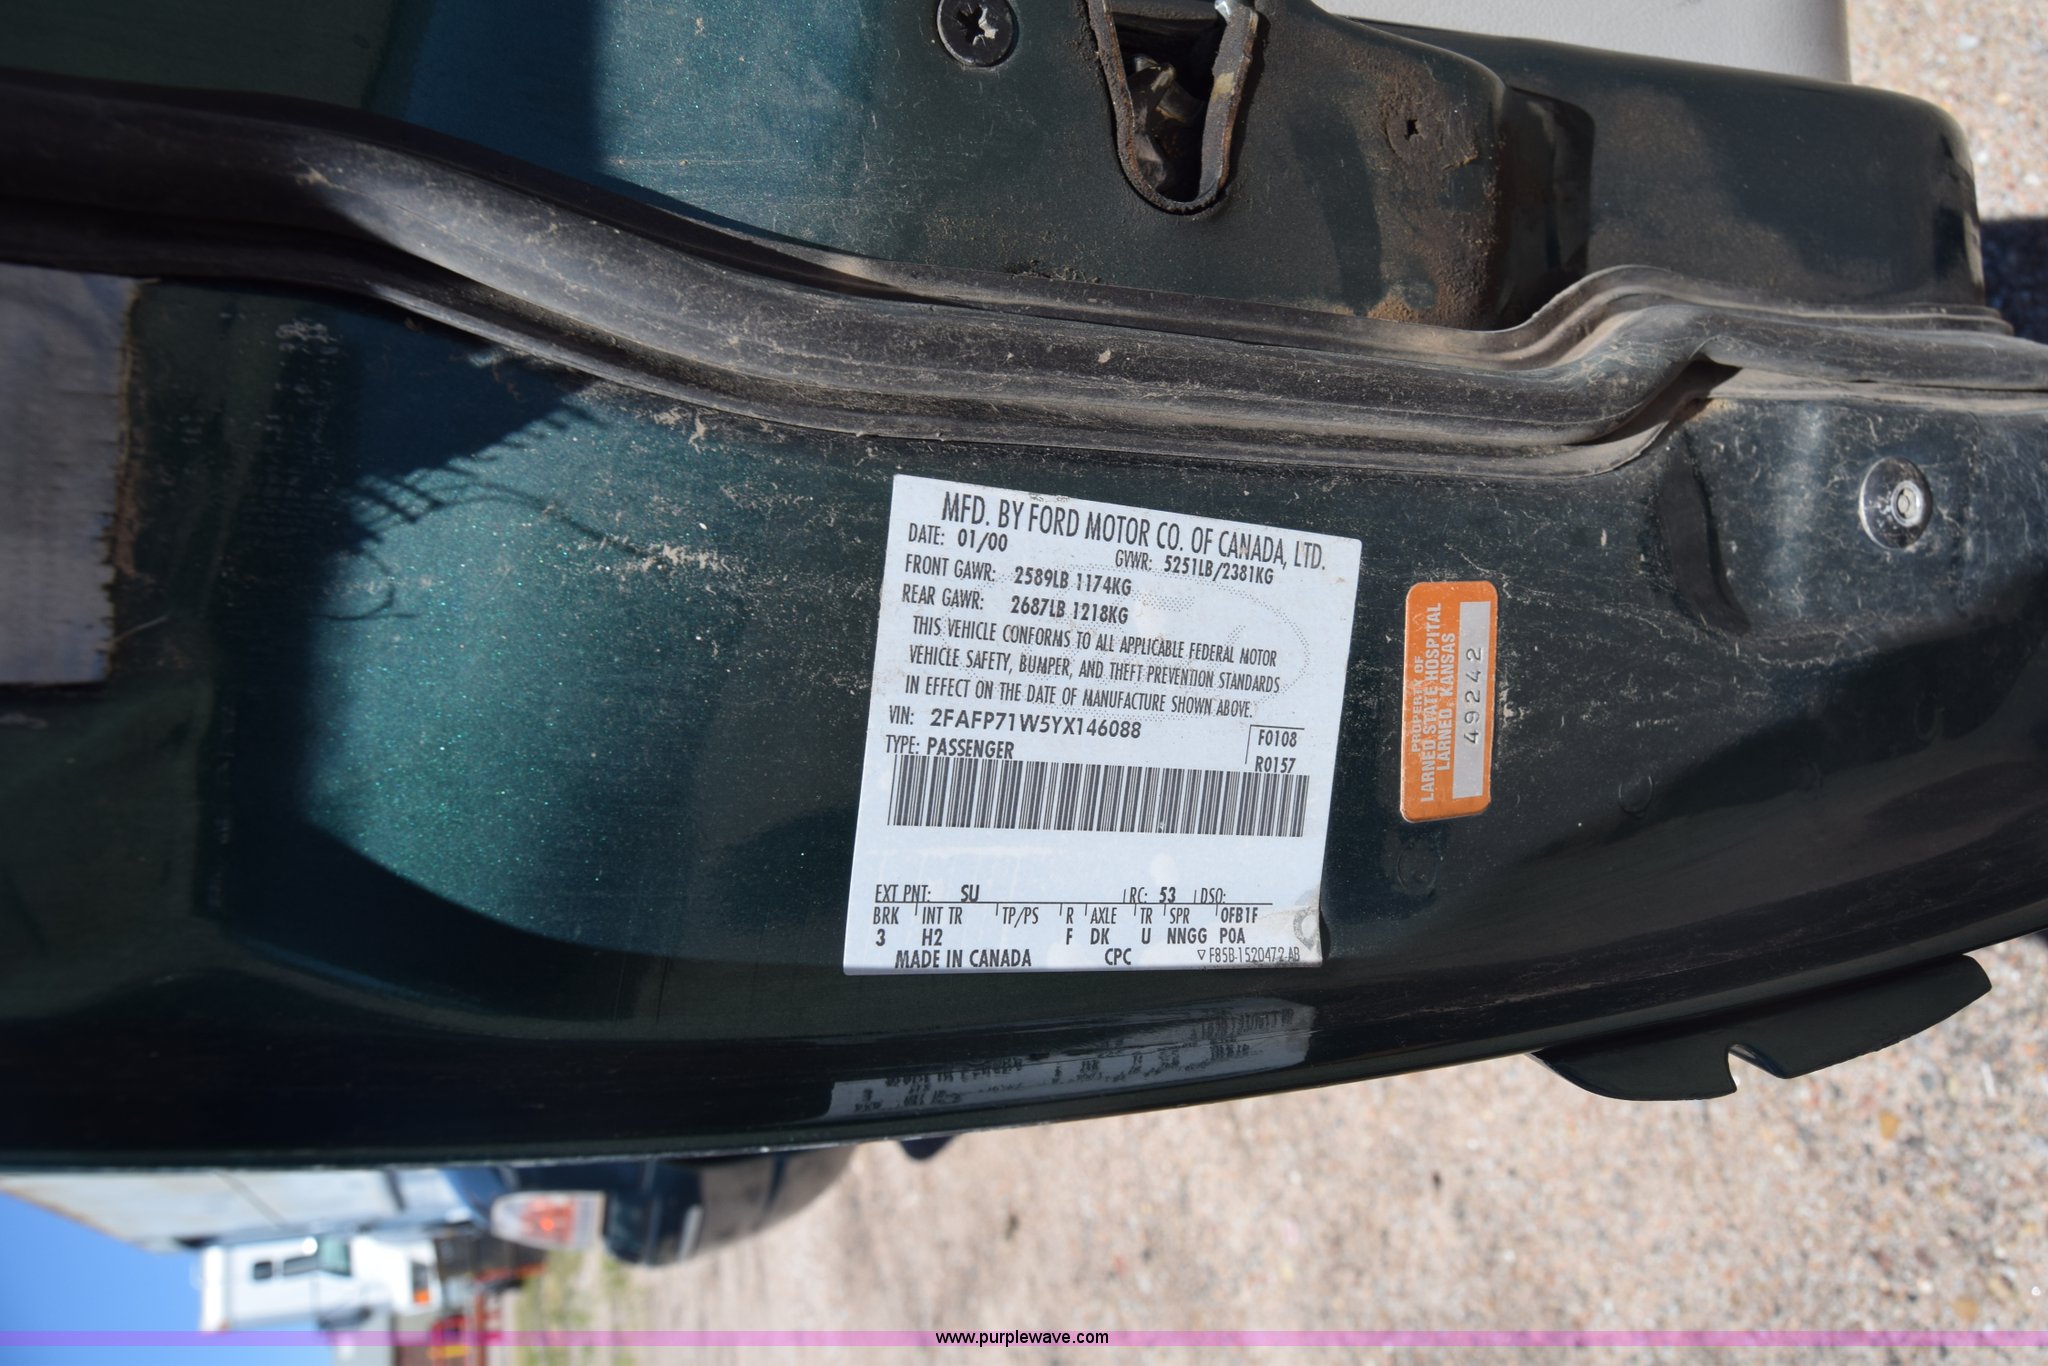 MFD. BY FORD MOTOR CO. OF CANADA, LTD.
DATE: 01/00 GVWR: 5251LB/2381KG
FRONT GAWR: 2589LB 1174KG
REAR GAWR: 2687LB 1218KG
THIS VEHICLE CONFORMS TO ALL APPLICABLE FEDERAL MOTOR
VEHICLE SAFETY, BUMPER, AND THEFT PREVENTION STANDARDS
IN EFFECT ON THE DATE OF MANUFACTURE SHOWN ABOVE.
VIN: 2FAFP71W5YX146088 F0108
TYPE: PASSENGER R0157
EXT PNT: SU RC: 53 DSO:
BRK INT TR TP/PS R AXLE TR SPR 0FB1F
3 H2 F DK U NNGG P0A
MADE IN CANADA CPC ▽ F85B-1520472-AB
PROPERTY OF
LARNED STATE HOSPITAL
LARNED, KANSAS
49242
www.purplewave.com